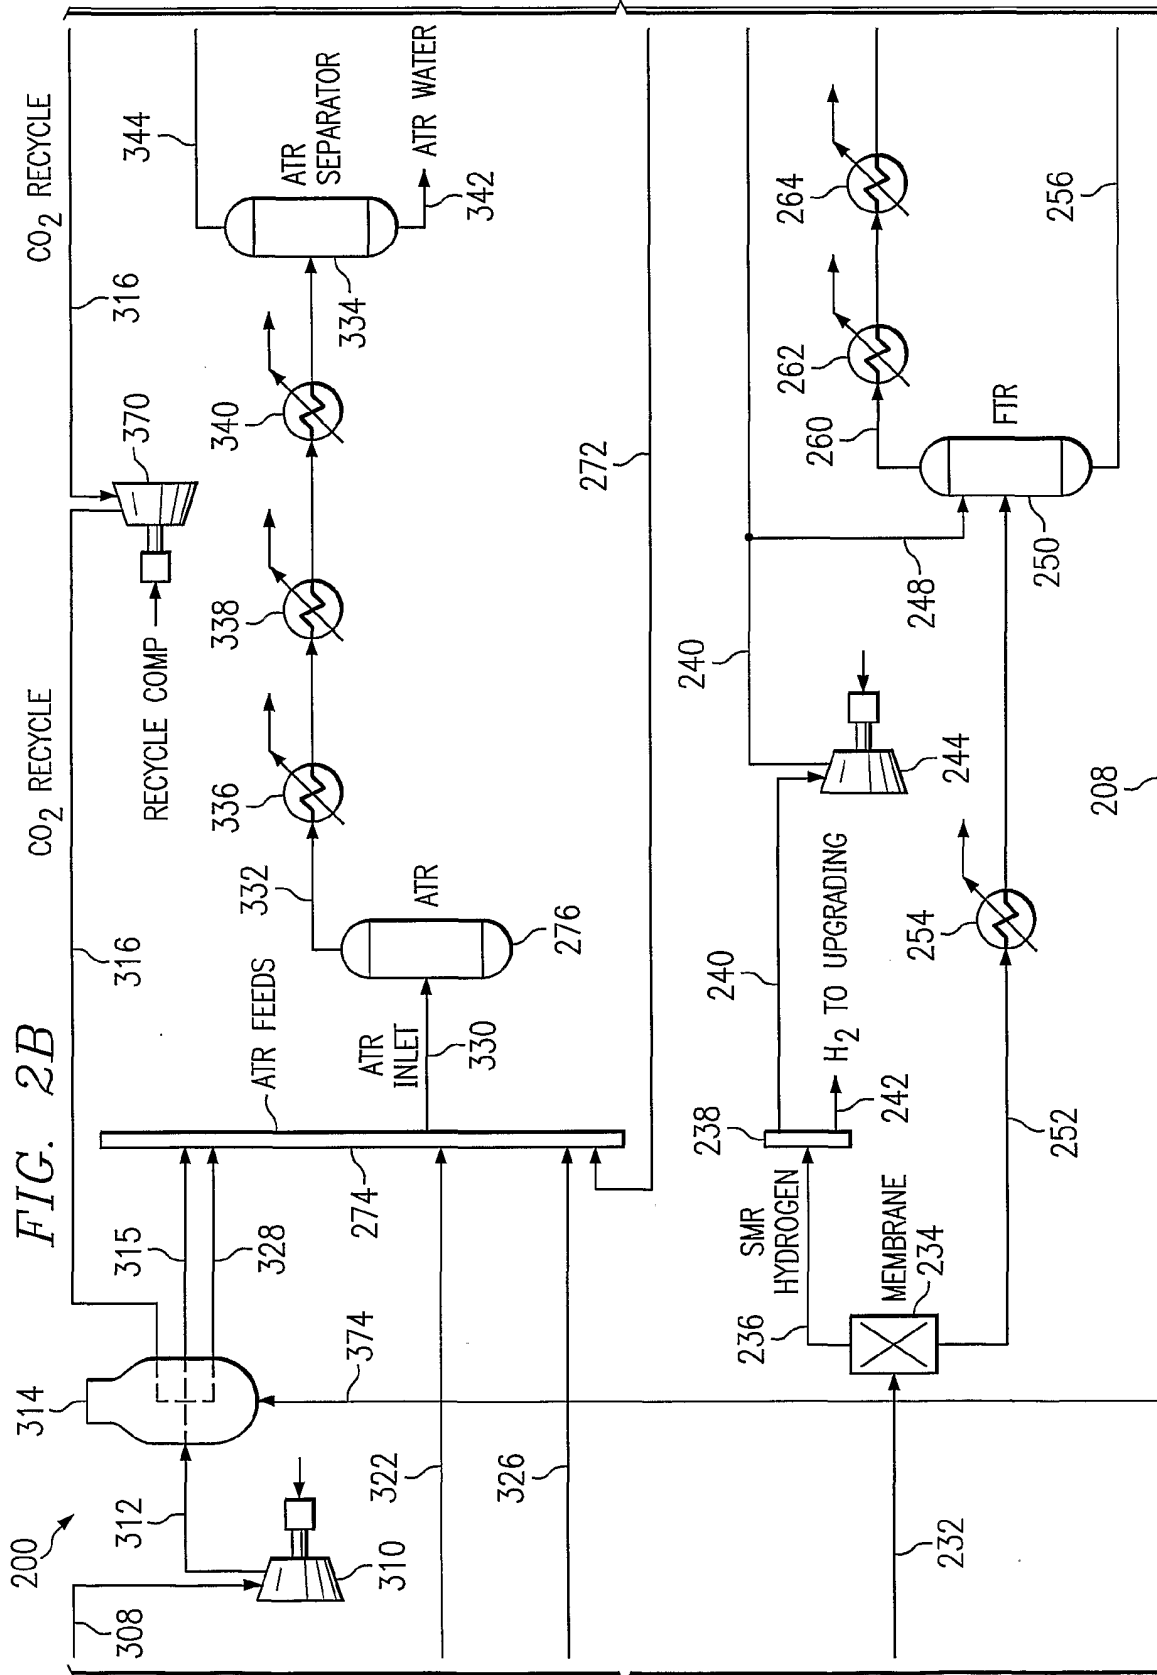 FIG. 2B
200
308
310
312
314
315
328
316
CO2 RECYCLE
316
CO2 RECYCLE
370
RECYCLE COMP
374
322
326
274
ATR FEEDS
ATR
INLET
330
ATR
276
332
336
338
340
334
ATR
SEPARATOR
344
342
ATR WATER
272
232
MEMBRANE
234
236
SMR
HYDROGEN
238
240
242
H2 TO UPGRADING
244
240
248
252
254
250
FTR
260
262
264
256
208